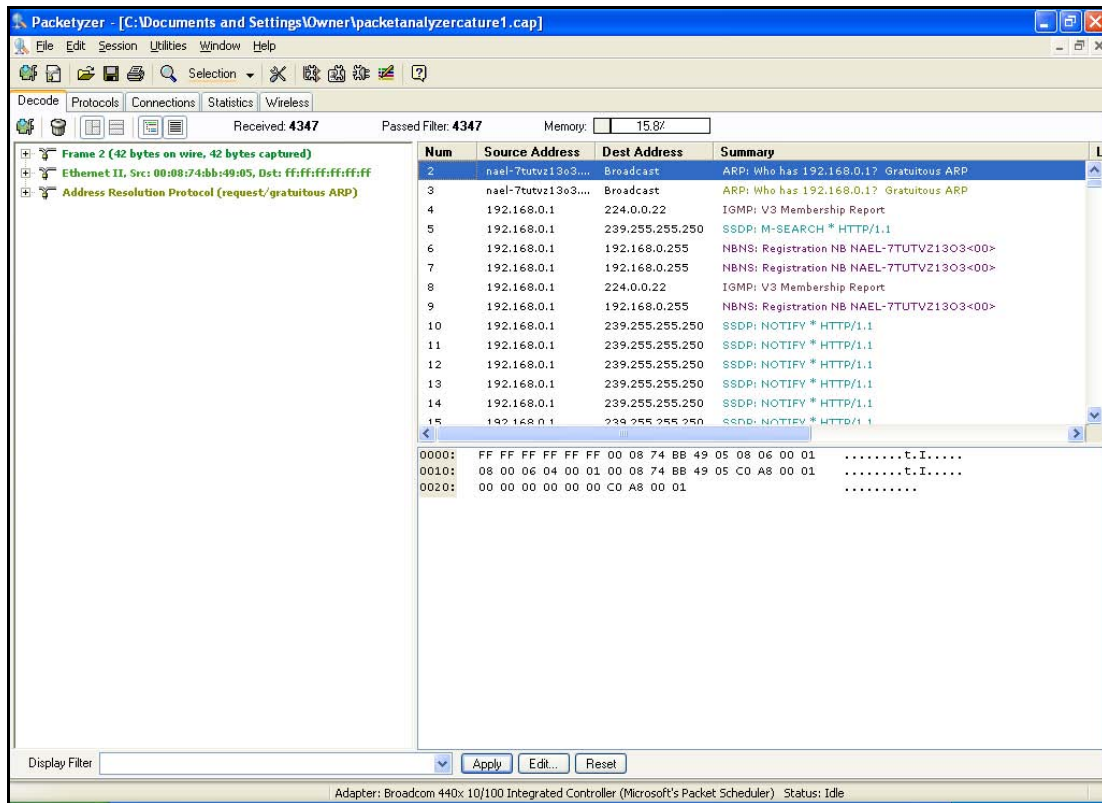 Packetyzer - [C:\Documents and Settings\Owner\packetanalyzercature1.cap]
File Edit Session Utilities Window Help
Selection
Decode Protocols Connections Statistics Wireless
Received: 4347 Passed Filter: 4347 Memory: 15.8%
Frame 2 (42 bytes on wire, 42 bytes captured)
Ethernet II, Src: 00:08:74:bb:49:05, Dst: ff:ff:ff:ff:ff:ff
Address Resolution Protocol (request/gratuitous ARP)
Num Source Address Dest Address Summary L
2 nael-7tutvz13o3.... Broadcast ARP: Who has 192.168.0.1? Gratuitous ARP
3 nael-7tutvz13o3.... Broadcast ARP: Who has 192.168.0.1? Gratuitous ARP
4 192.168.0.1 224.0.0.22 IGMP: V3 Membership Report
5 192.168.0.1 239.255.255.250 SSDP: M-SEARCH * HTTP/1.1
6 192.168.0.1 192.168.0.255 NBNS: Registration NB NAEL-7TUTVZ13O3<00>
7 192.168.0.1 192.168.0.255 NBNS: Registration NB NAEL-7TUTVZ13O3<00>
8 192.168.0.1 224.0.0.22 IGMP: V3 Membership Report
9 192.168.0.1 192.168.0.255 NBNS: Registration NB NAEL-7TUTVZ13O3<00>
10 192.168.0.1 239.255.255.250 SSDP: NOTIFY * HTTP/1.1
11 192.168.0.1 239.255.255.250 SSDP: NOTIFY * HTTP/1.1
12 192.168.0.1 239.255.255.250 SSDP: NOTIFY * HTTP/1.1
13 192.168.0.1 239.255.255.250 SSDP: NOTIFY * HTTP/1.1
14 192.168.0.1 239.255.255.250 SSDP: NOTIFY * HTTP/1.1
15 192.168.0.1 239.255.255.250 SSDP: NOTIFY * HTTP/1.1
0000: FF FF FF FF FF FF 00 08 74 BB 49 05 08 06 00 01 ........t.I.....
0010: 08 00 06 04 00 01 00 08 74 BB 49 05 C0 A8 00 01 ........t.I.....
0020: 00 00 00 00 00 00 C0 A8 00 01 ..........
Display Filter Apply Edit... Reset
Adapter: Broadcom 440x 10/100 Integrated Controller (Microsoft's Packet Scheduler) Status: Idle